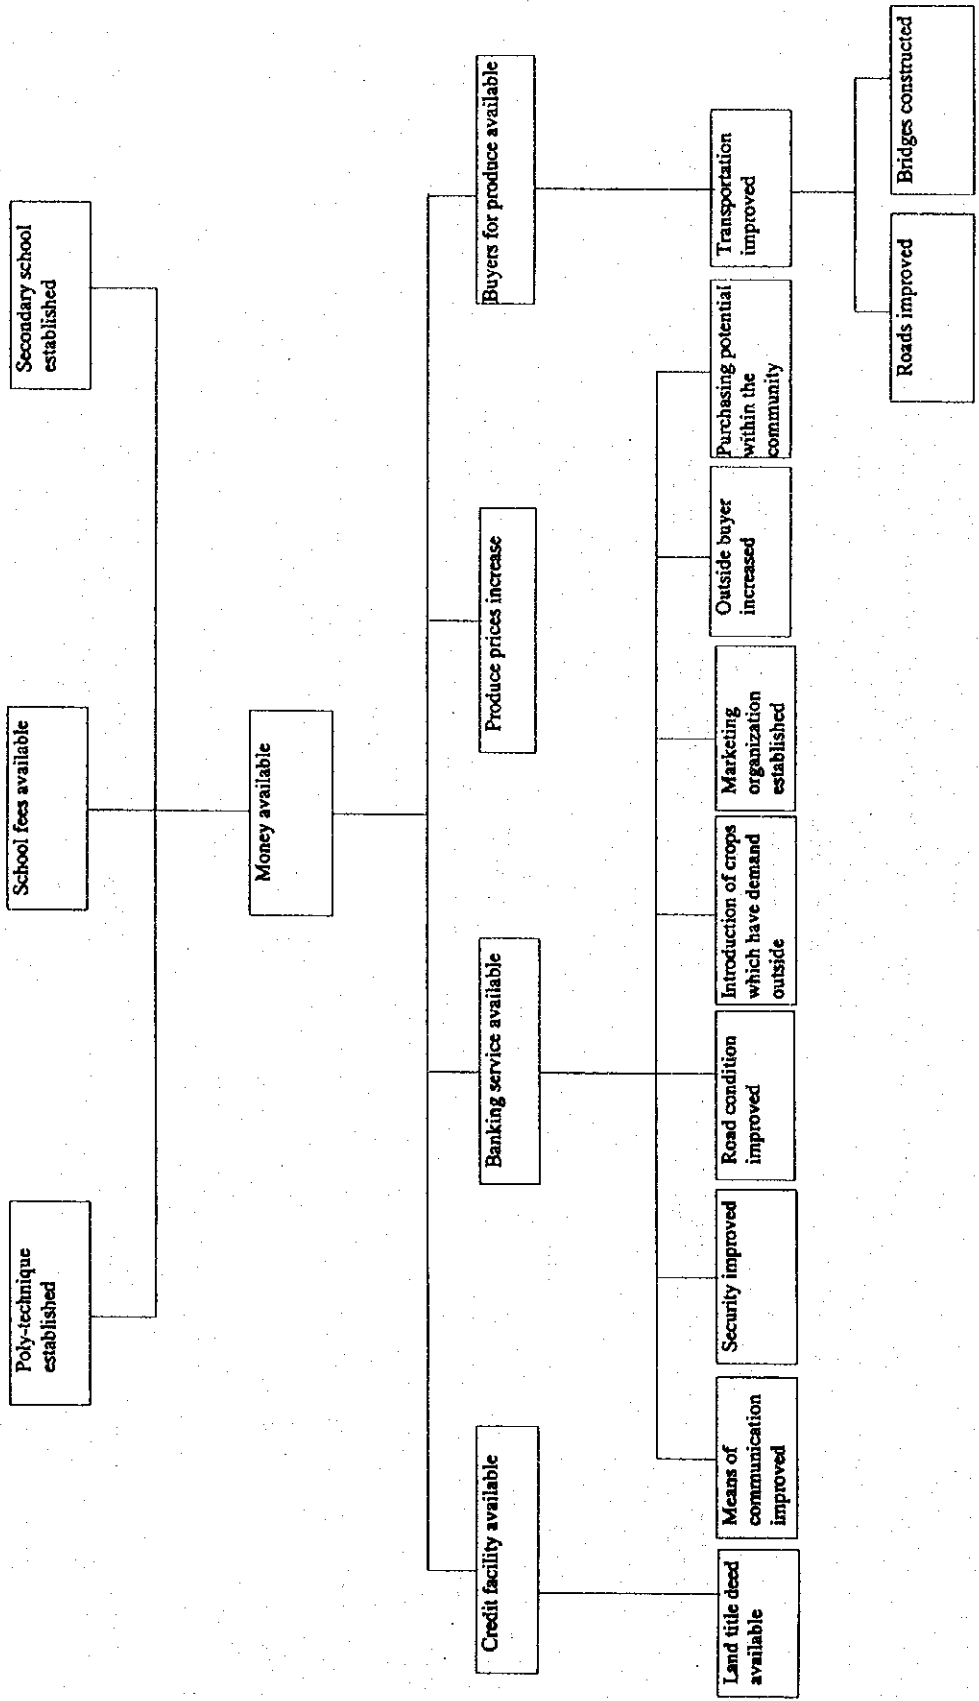 Poly-technique
established
School fees available
Secondary school
established
Money available
Credit facility available
Banking service available
Produce prices increase
Buyers for produce available
Land title deed
available
Means of
communication
improved
Security improved
Road condition
improved
Introduction of crops
which have demand
outside
Marketing
organization
established
Outside buyer
increased
Purchasing potential
within the
community
Transportation
improved
Roads improved
Bridges constructed